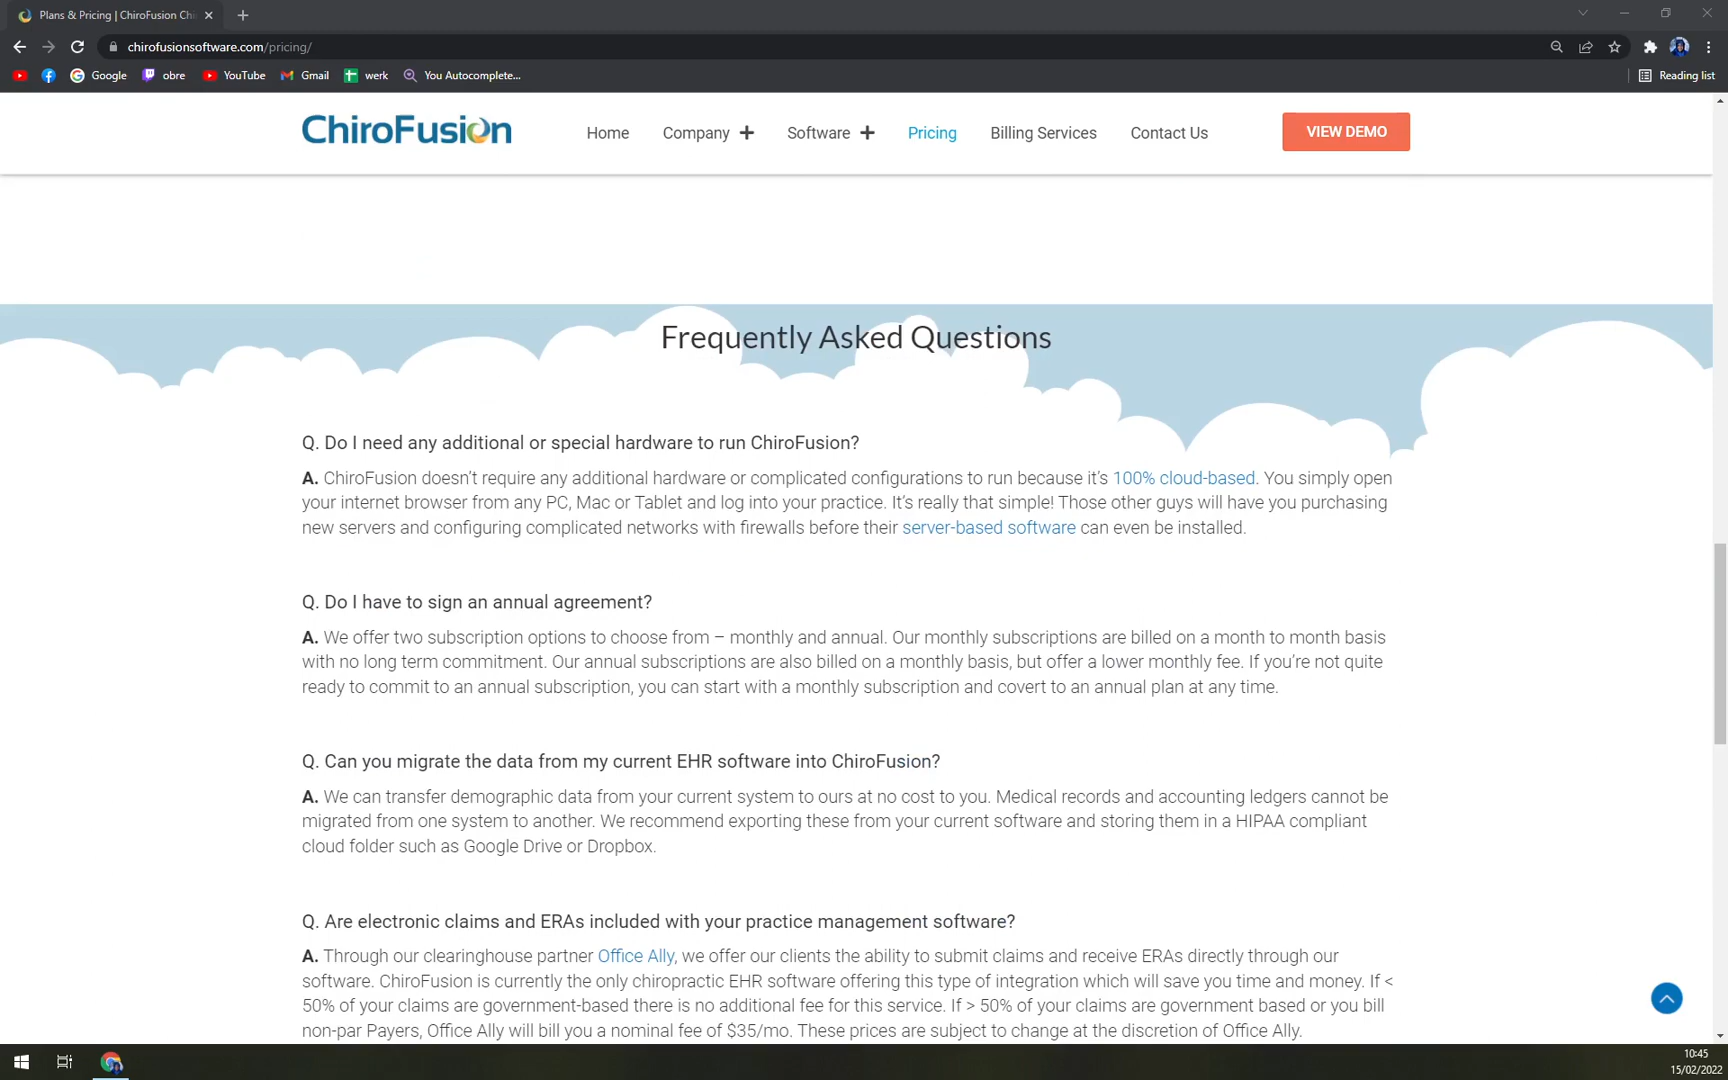 Plans & Pricing | ChiroFusion Chi
chirofusionsoftware.com/pricing/
Google
obre
YouTube
Gmail
werk
You Autocomplete...
Reading list
ChiroFusion
Home
Company +
Software +
Pricing
Billing Services
Contact Us
VIEW DEMO
Frequently Asked Questions
Q. Do I need any additional or special hardware to run ChiroFusion?
A. ChiroFusion doesn't require any additional hardware or complicated configurations to run because it's 100% cloud-based. You simply open
your internet browser from any PC, Mac or Tablet and log into your practice. It's really that simple! Those other guys will have you purchasing
new servers and configuring complicated networks with firewalls before their server-based software can even be installed.
Q. Do I have to sign an annual agreement?
A. We offer two subscription options to choose from – monthly and annual. Our monthly subscriptions are billed on a month to month basis
with no long term commitment. Our annual subscriptions are also billed on a monthly basis, but offer a lower monthly fee. If you're not quite
ready to commit to an annual subscription, you can start with a monthly subscription and covert to an annual plan at any time.
Q. Can you migrate the data from my current EHR software into ChiroFusion?
A. We can transfer demographic data from your current system to ours at no cost to you. Medical records and accounting ledgers cannot be
migrated from one system to another. We recommend exporting these from your current software and storing them in a HIPAA compliant
cloud folder such as Google Drive or Dropbox.
Q. Are electronic claims and ERAs included with your practice management software?
A. Through our clearinghouse partner Office Ally, we offer our clients the ability to submit claims and receive ERAs directly through our
software. ChiroFusion is currently the only chiropractic EHR software offering this type of integration which will save you time and money. If <
50% of your claims are government-based there is no additional fee for this service. If > 50% of your claims are government based or you bill
non-par Payers, Office Ally will bill you a nominal fee of $35/mo. These prices are subject to change at the discretion of Office Ally.
10:45
15/02/2022